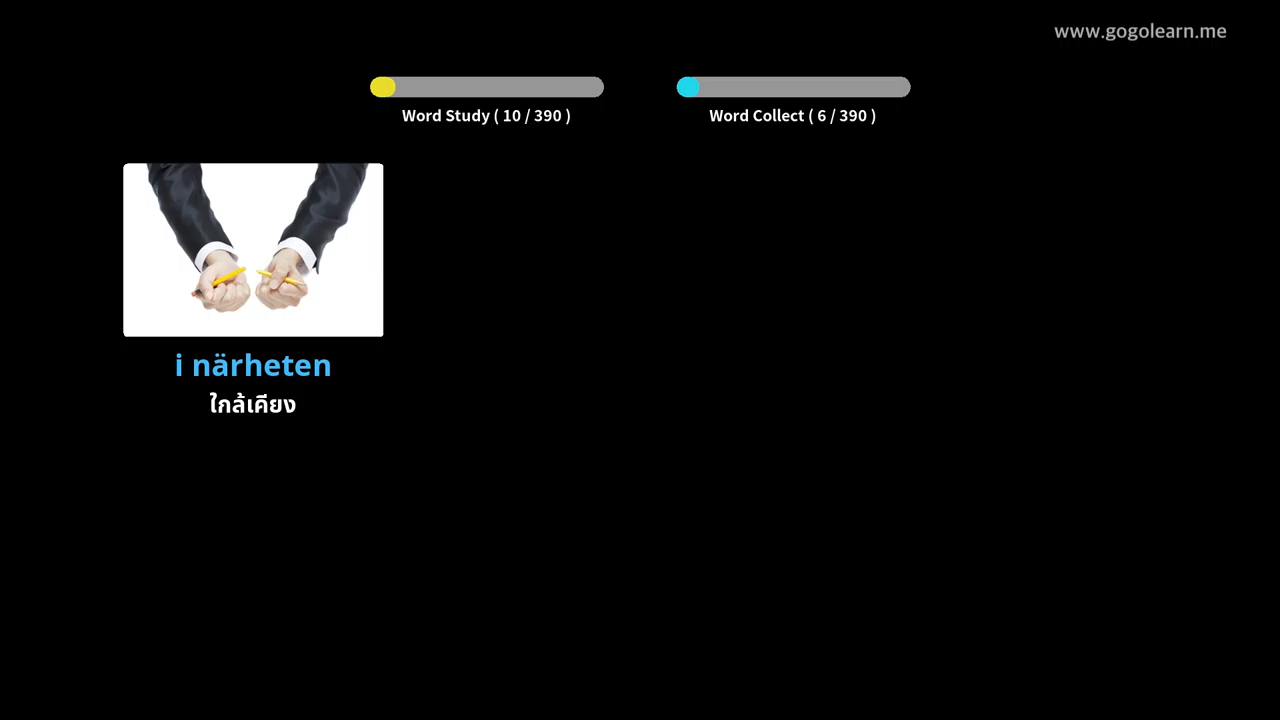 www.gogolearn.me
Word Study ( 10 / 390 )
Word Collect ( 6 / 390 )
i närheten
ใกล้เคียง